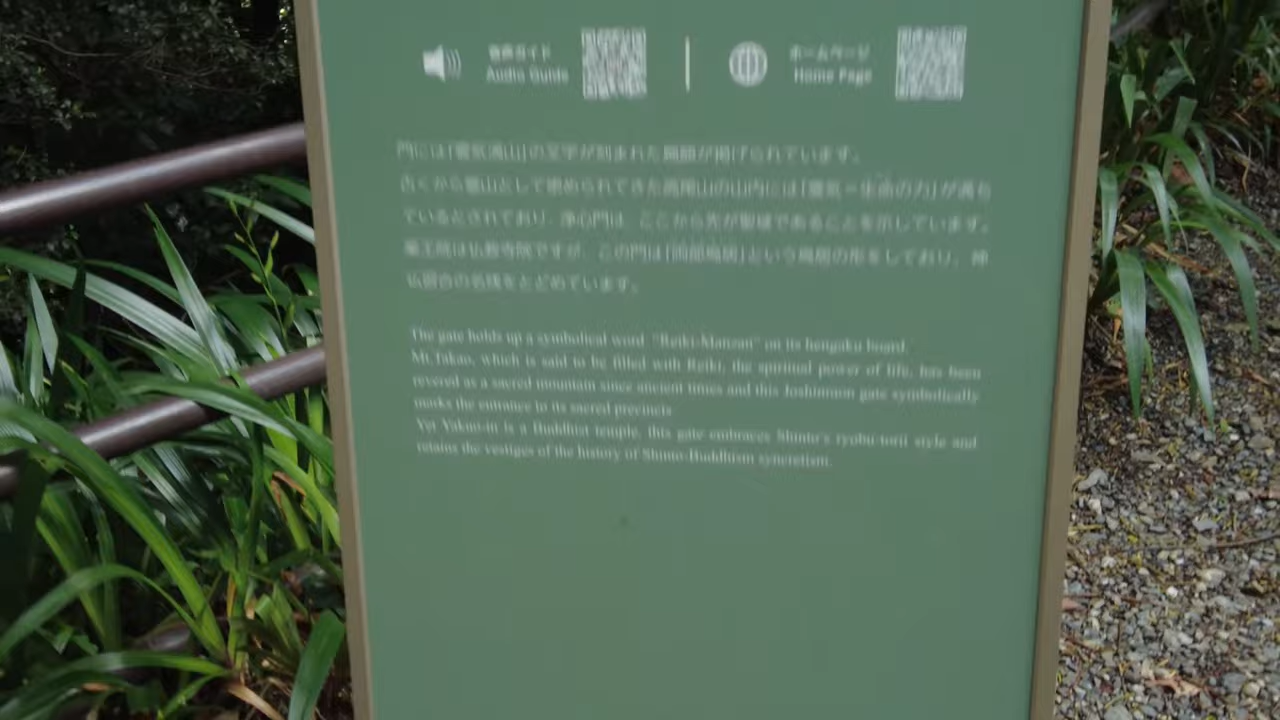 音声ガイド
Audio Guide
ホームページ
Home Page
門には「霊気満山」の文字が刻まれた扁額が掲げられています。
古くから霊山として崇められてきた高尾山の山内には「霊気＝生命の力」が満ち
ているとされており、浄心門は、ここから先が聖域であることを示しています。
薬王院は仏教寺院ですが、この門は「両部鳥居」という鳥居の形をしており、神
仏習合の名残をとどめています。
The gate holds up a symbolical word "Reiki-Manzan" on its hengaku board.
Mt.Takao, which is said to be filled with Reiki, the spiritual power of life, has been
revered as a sacred mountain since ancient times and this Joshinmon gate symbolically
marks the entrance to its sacred precincts.
Yet Yakuo-in is a Buddhist temple, this gate embraces Shinto's ryobu-torii style and
retains the vestiges of the history of Shinto-Buddhism syncretism.